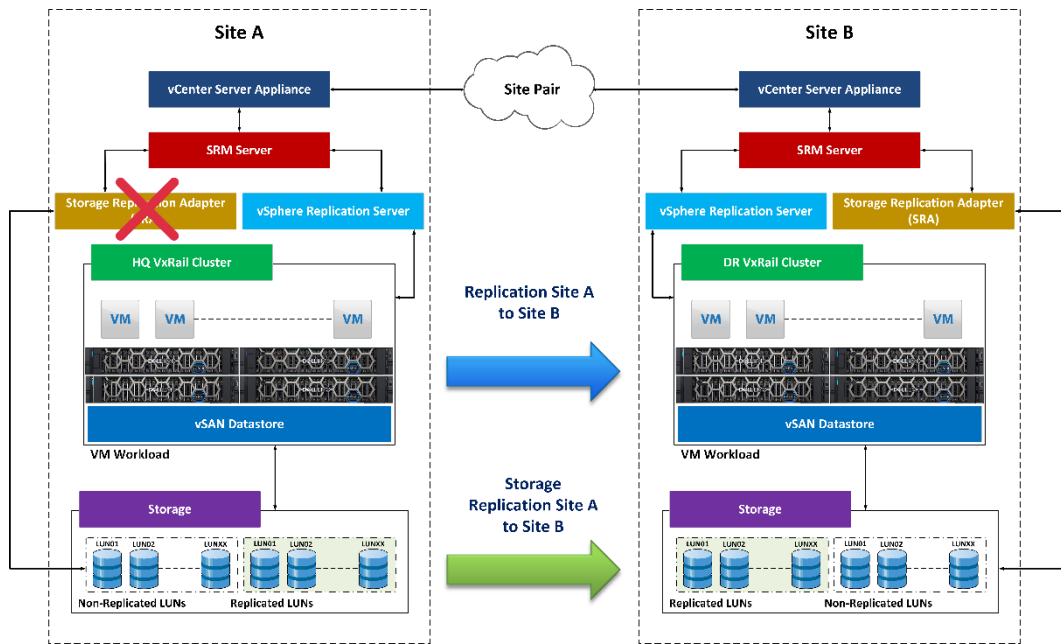 Site A
Site B
vCenter Server Appliance
Site Pair
vCenter Server Appliance
SRM Server
SRM Server
Storage Replication Adapter
(SRA)
vSphere Replication Server
vSphere Replication Server
Storage Replication Adapter
(SRA)
HQ VxRail Cluster
DR VxRail Cluster
VM
VM
VM
Replication Site A
to Site B
VM
VM
VM
vSAN Datastore
vSAN Datastore
VM Workload
VM Workload
Storage
Replication Site A
to Site B
Storage
Storage
LUN01
LUN02
LUNXX
LUN01
LUN02
LUNXX
LUN01
LUN02
LUNXX
LUN01
LUN02
LUNXX
Non-Replicated LUNs
Replicated LUNs
Replicated LUNs
Non-Replicated LUNs